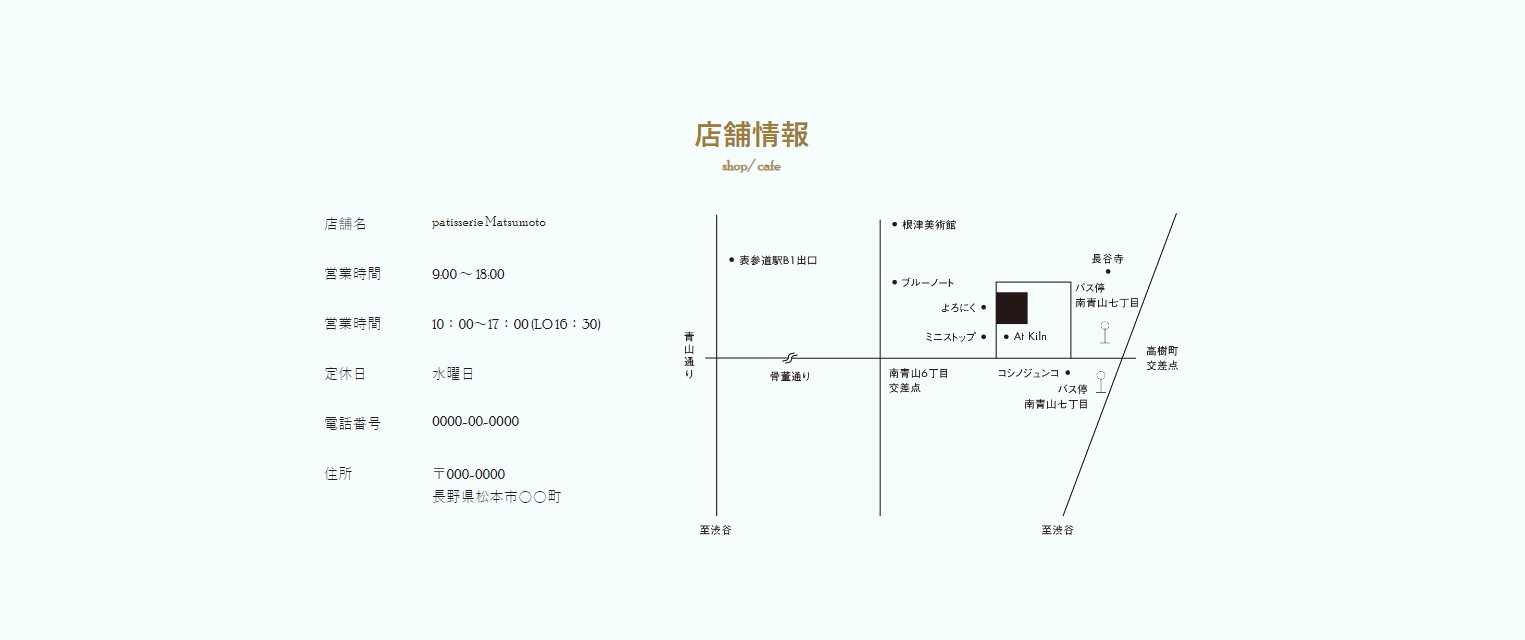 店舗情報
shop/ cafe
店舗名
patisserie Matsumoto
営業時間
9:00 〜 18:00
営業時間
10：00〜17：00 (LO 16：30)
定休日
水曜日
電話番号
0000-00-0000
住所
〒000-0000
長野県松本市〇〇町
根津美術館
表参道駅B1出口
長谷寺
ブルーノート
バス停
南青山七丁目
よろにく
ミニストップ
At Kiln
青山通り
高樹町
交差点
骨董通り
南青山6丁目
交差点
コシノジュンコ
バス停
南青山七丁目
至渋谷
至渋谷